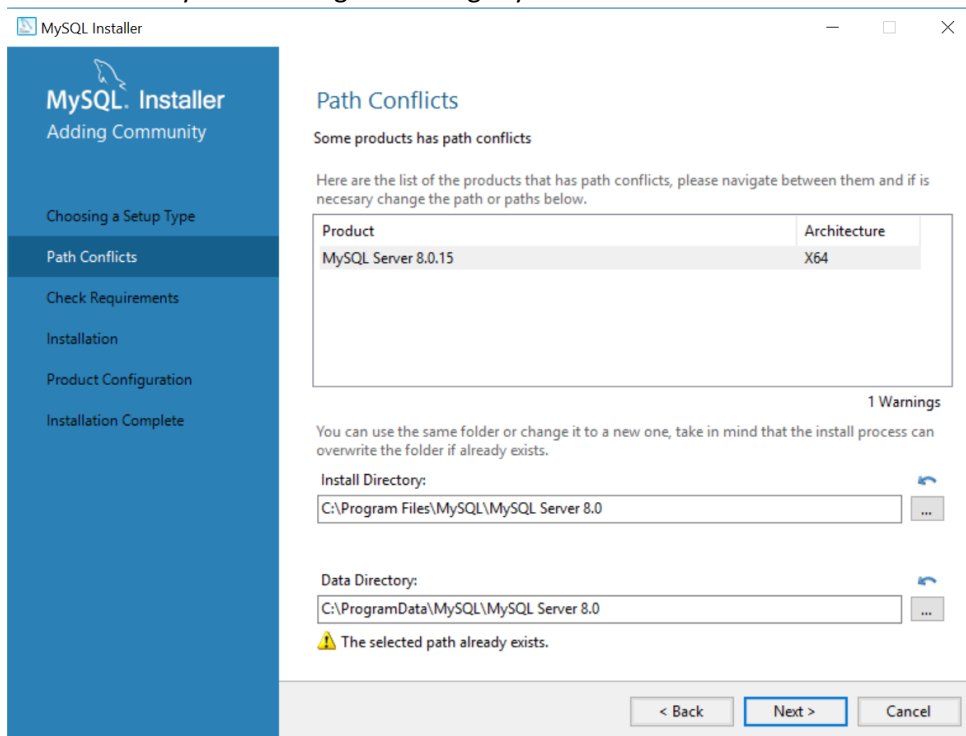 MySQL Installer
MySQL. Installer
Adding Community
Choosing a Setup Type
Path Conflicts
Check Requirements
Installation
Product Configuration
Installation Complete
Path Conflicts
Some products has path conflicts
Here are the list of the products that has path conflicts, please navigate between them and if is
necesary change the path or paths below.
Product Architecture
MySQL Server 8.0.15 X64
1 Warnings
You can use the same folder or change it to a new one, take in mind that the install process can
overwrite the folder if already exists.
Install Directory:
C:\Program Files\MySQL\MySQL Server 8.0
...
Data Directory:
C:\ProgramData\MySQL\MySQL Server 8.0
...
The selected path already exists.
< Back Next > Cancel